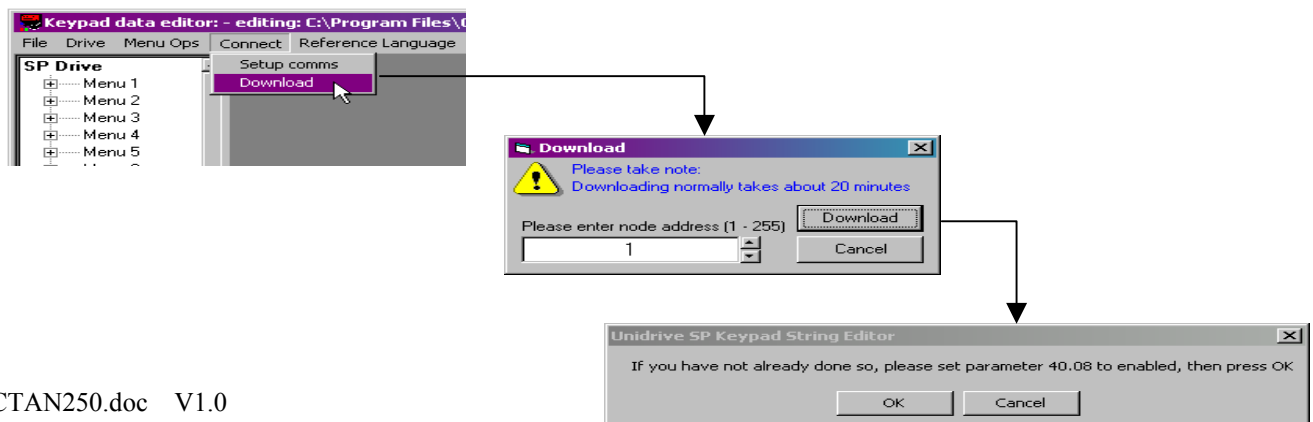 Keypad data editor: - editing: C:\Program Files\
File Drive Menu Ops Connect Reference Language
SP Drive
Menu 1
Menu 2
Menu 3
Menu 4
Menu 5
Setup comms
Download
Download
Please take note:
Downloading normally takes about 20 minutes
Please enter node address (1 - 255)
1
Download
Cancel
Unidrive SP Keypad String Editor
If you have not already done so, please set parameter 40.08 to enabled, then press OK
OK Cancel
CTAN250.doc V1.0